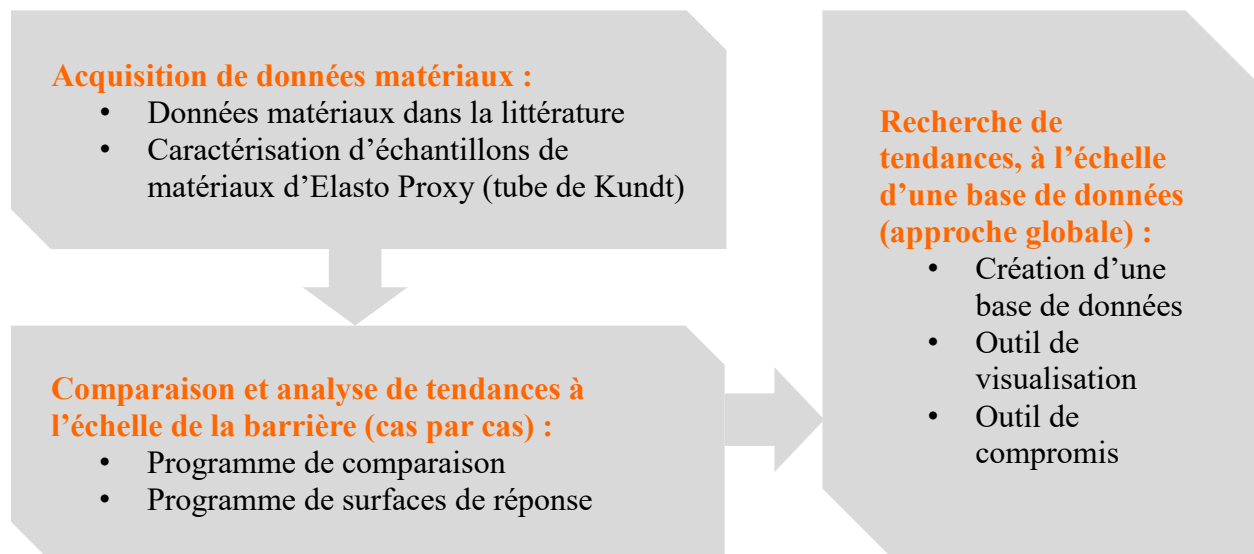 Acquisition de données matériaux :
• Données matériaux dans la littérature
• Caractérisation d’échantillons de
matériaux d’Elasto Proxy (tube de Kundt)
Comparaison et analyse de tendances à
l’échelle de la barrière (cas par cas) :
• Programme de comparaison
• Programme de surfaces de réponse
Recherche de
tendances, à l’échelle
d’une base de données
(approche globale) :
• Création d’une
base de données
• Outil de
visualisation
• Outil de
compromis